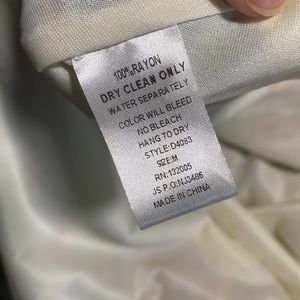 100%RAYON
DRY CLEAN ONLY
WATER SEPARATELY
COLOR WILL BLEED
NO BLEACH
HANG TO DRY
STYLE:D4083
SIZE:M
RN:132005
JS P.O:NJ3486
MADE IN CHINA